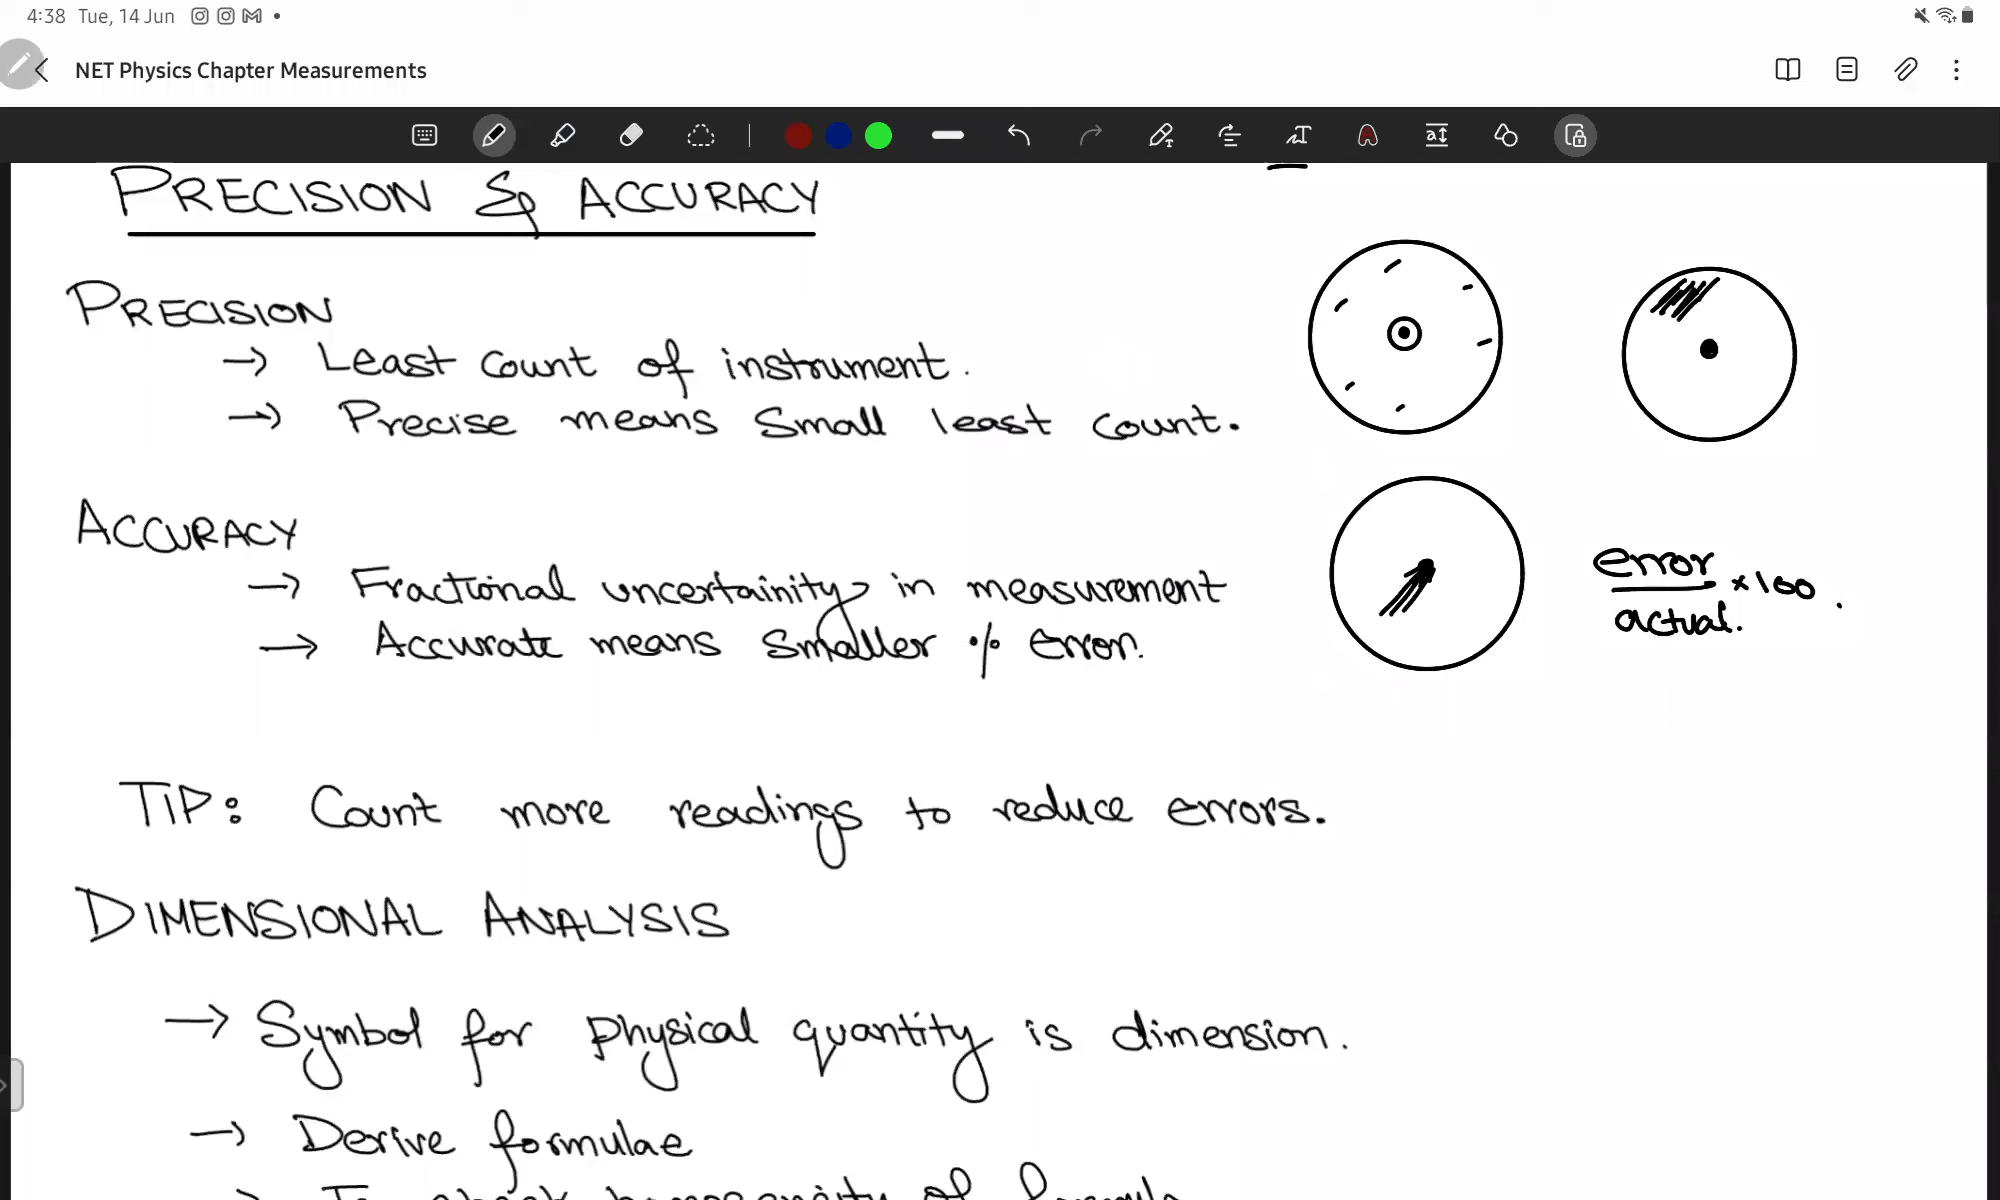 4:38 Tue, 14 Jun
NET Physics Chapter Measurements
PRECISION & ACCURACY
PRECISION
→ Least count of instrument.
→ Precise means Small least count.
ACCURACY
→ Fractional uncertainity in measurement
→ Accurate means smaller % error.
error
actual.
×100.
TIP: Count more readings to reduce errors.
DIMENSIONAL ANALYSIS
→ Symbol for physical quantity is dimension.
→ Derive formulae